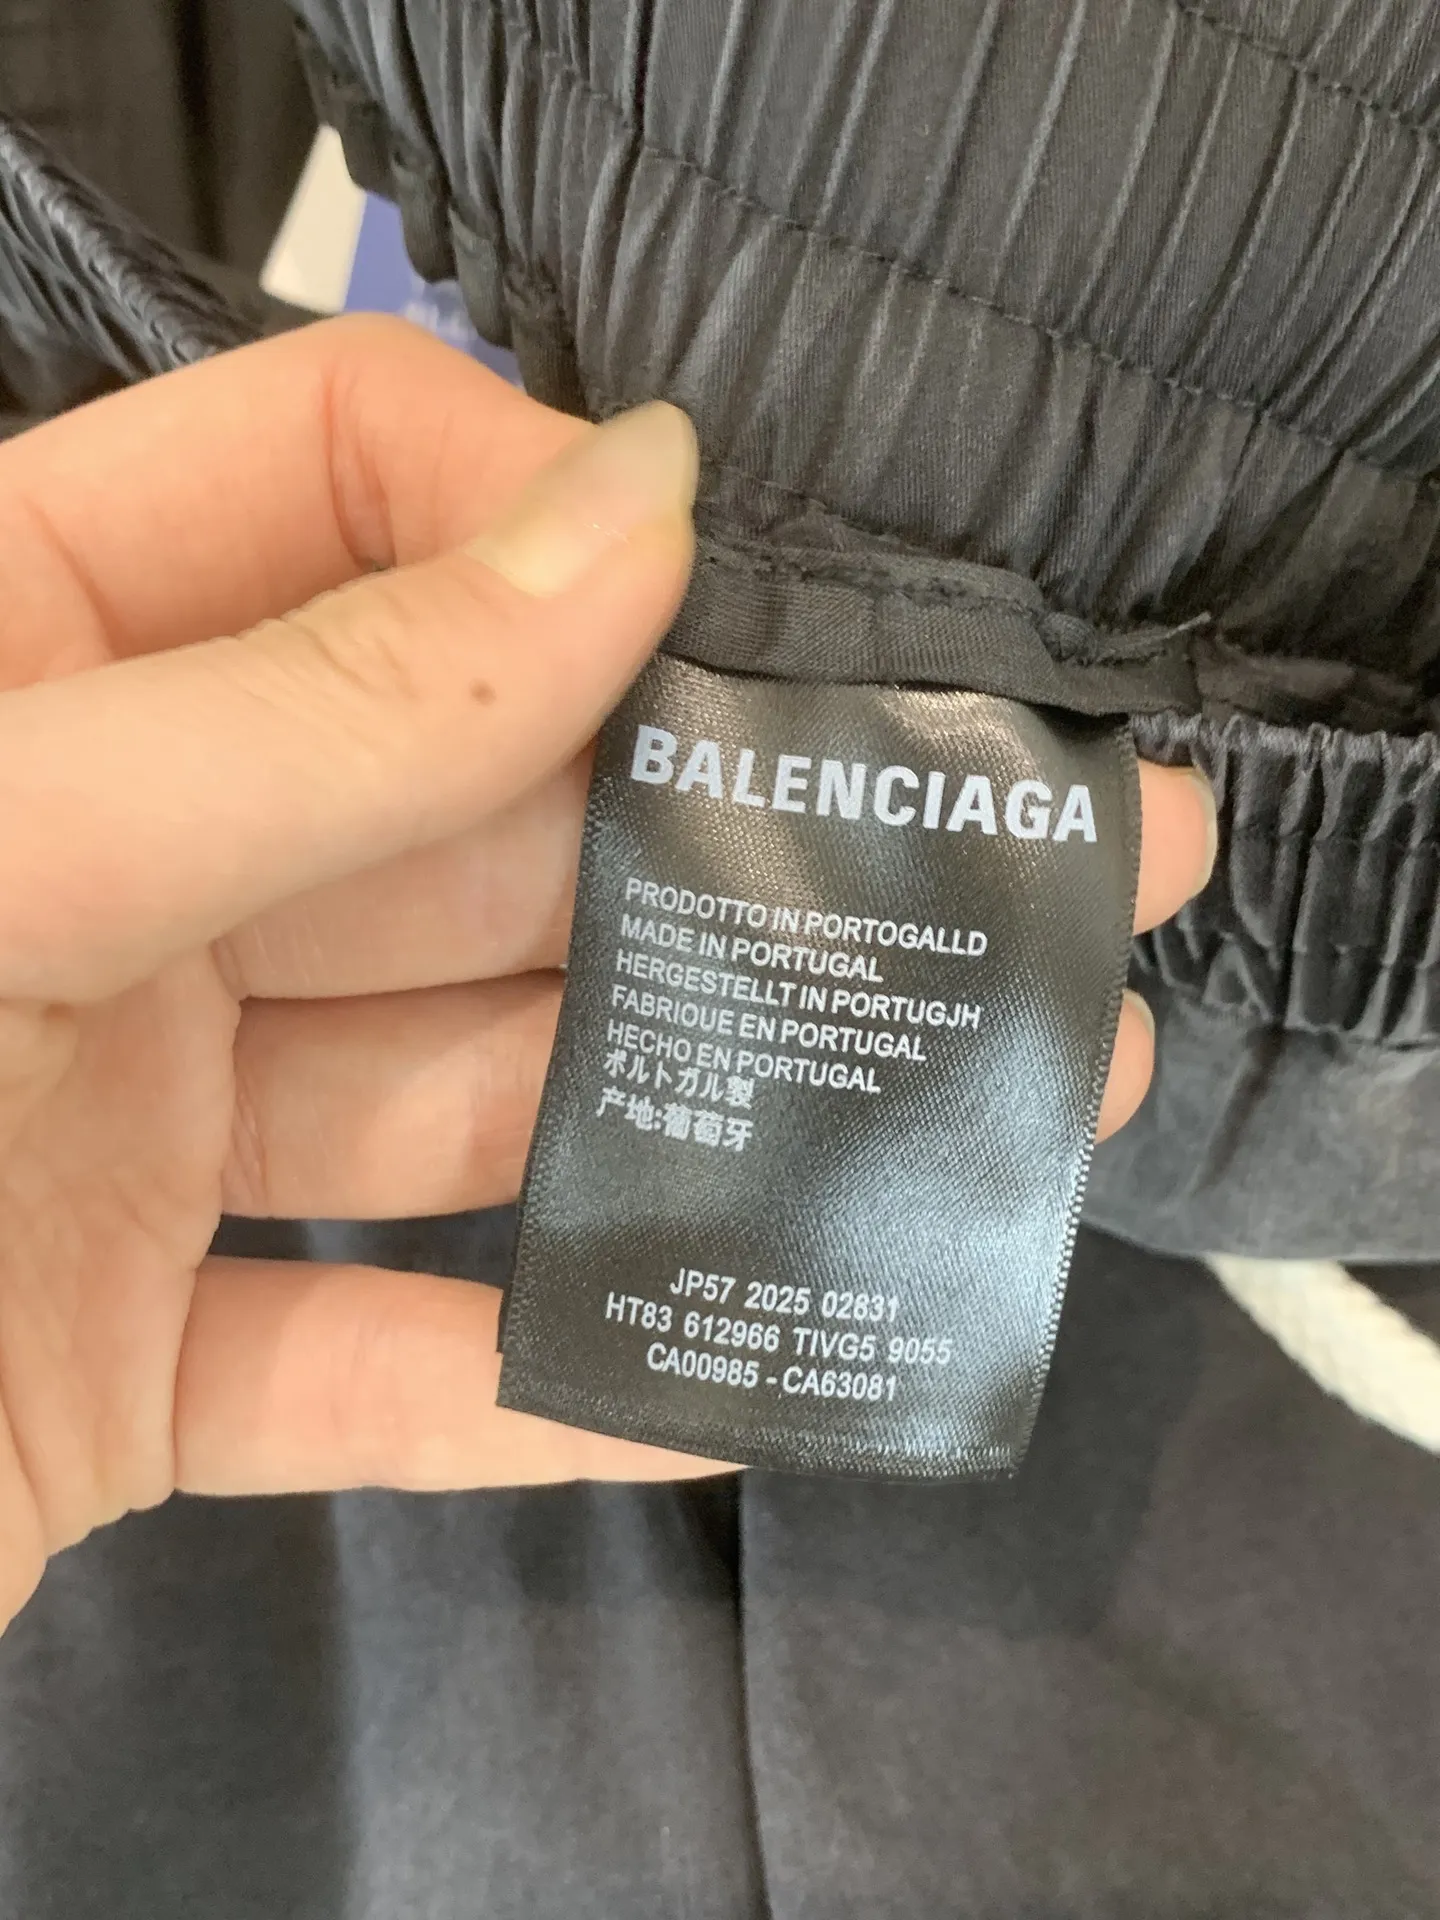 BALENCIAGA
PRODOTTO IN PORTOGALLD
MADE IN PORTUGAL
HERGESTELLT IN PORTUGJH
FABRIOUE EN PORTUGAL
HECHO EN PORTUGAL
ポルトガル製
产地:葡萄牙
JP57 2025 02831
HT83 612966 TIVG5 9055
CA00985 - CA63081